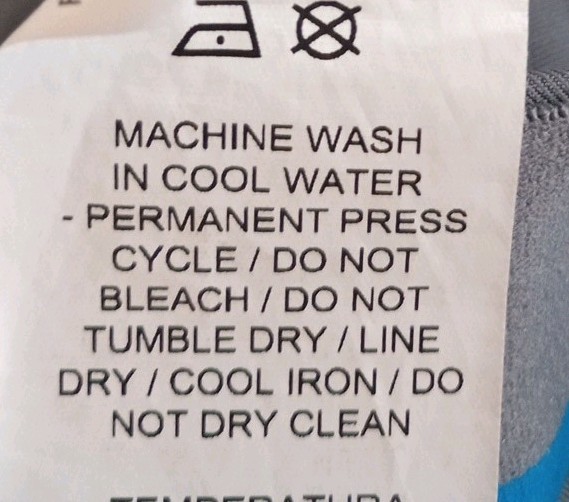 MACHINE WASH
IN COOL WATER
- PERMANENT PRESS
CYCLE / DO NOT
BLEACH / DO NOT
TUMBLE DRY / LINE
DRY / COOL IRON / DO
NOT DRY CLEAN
TEMPERATURA